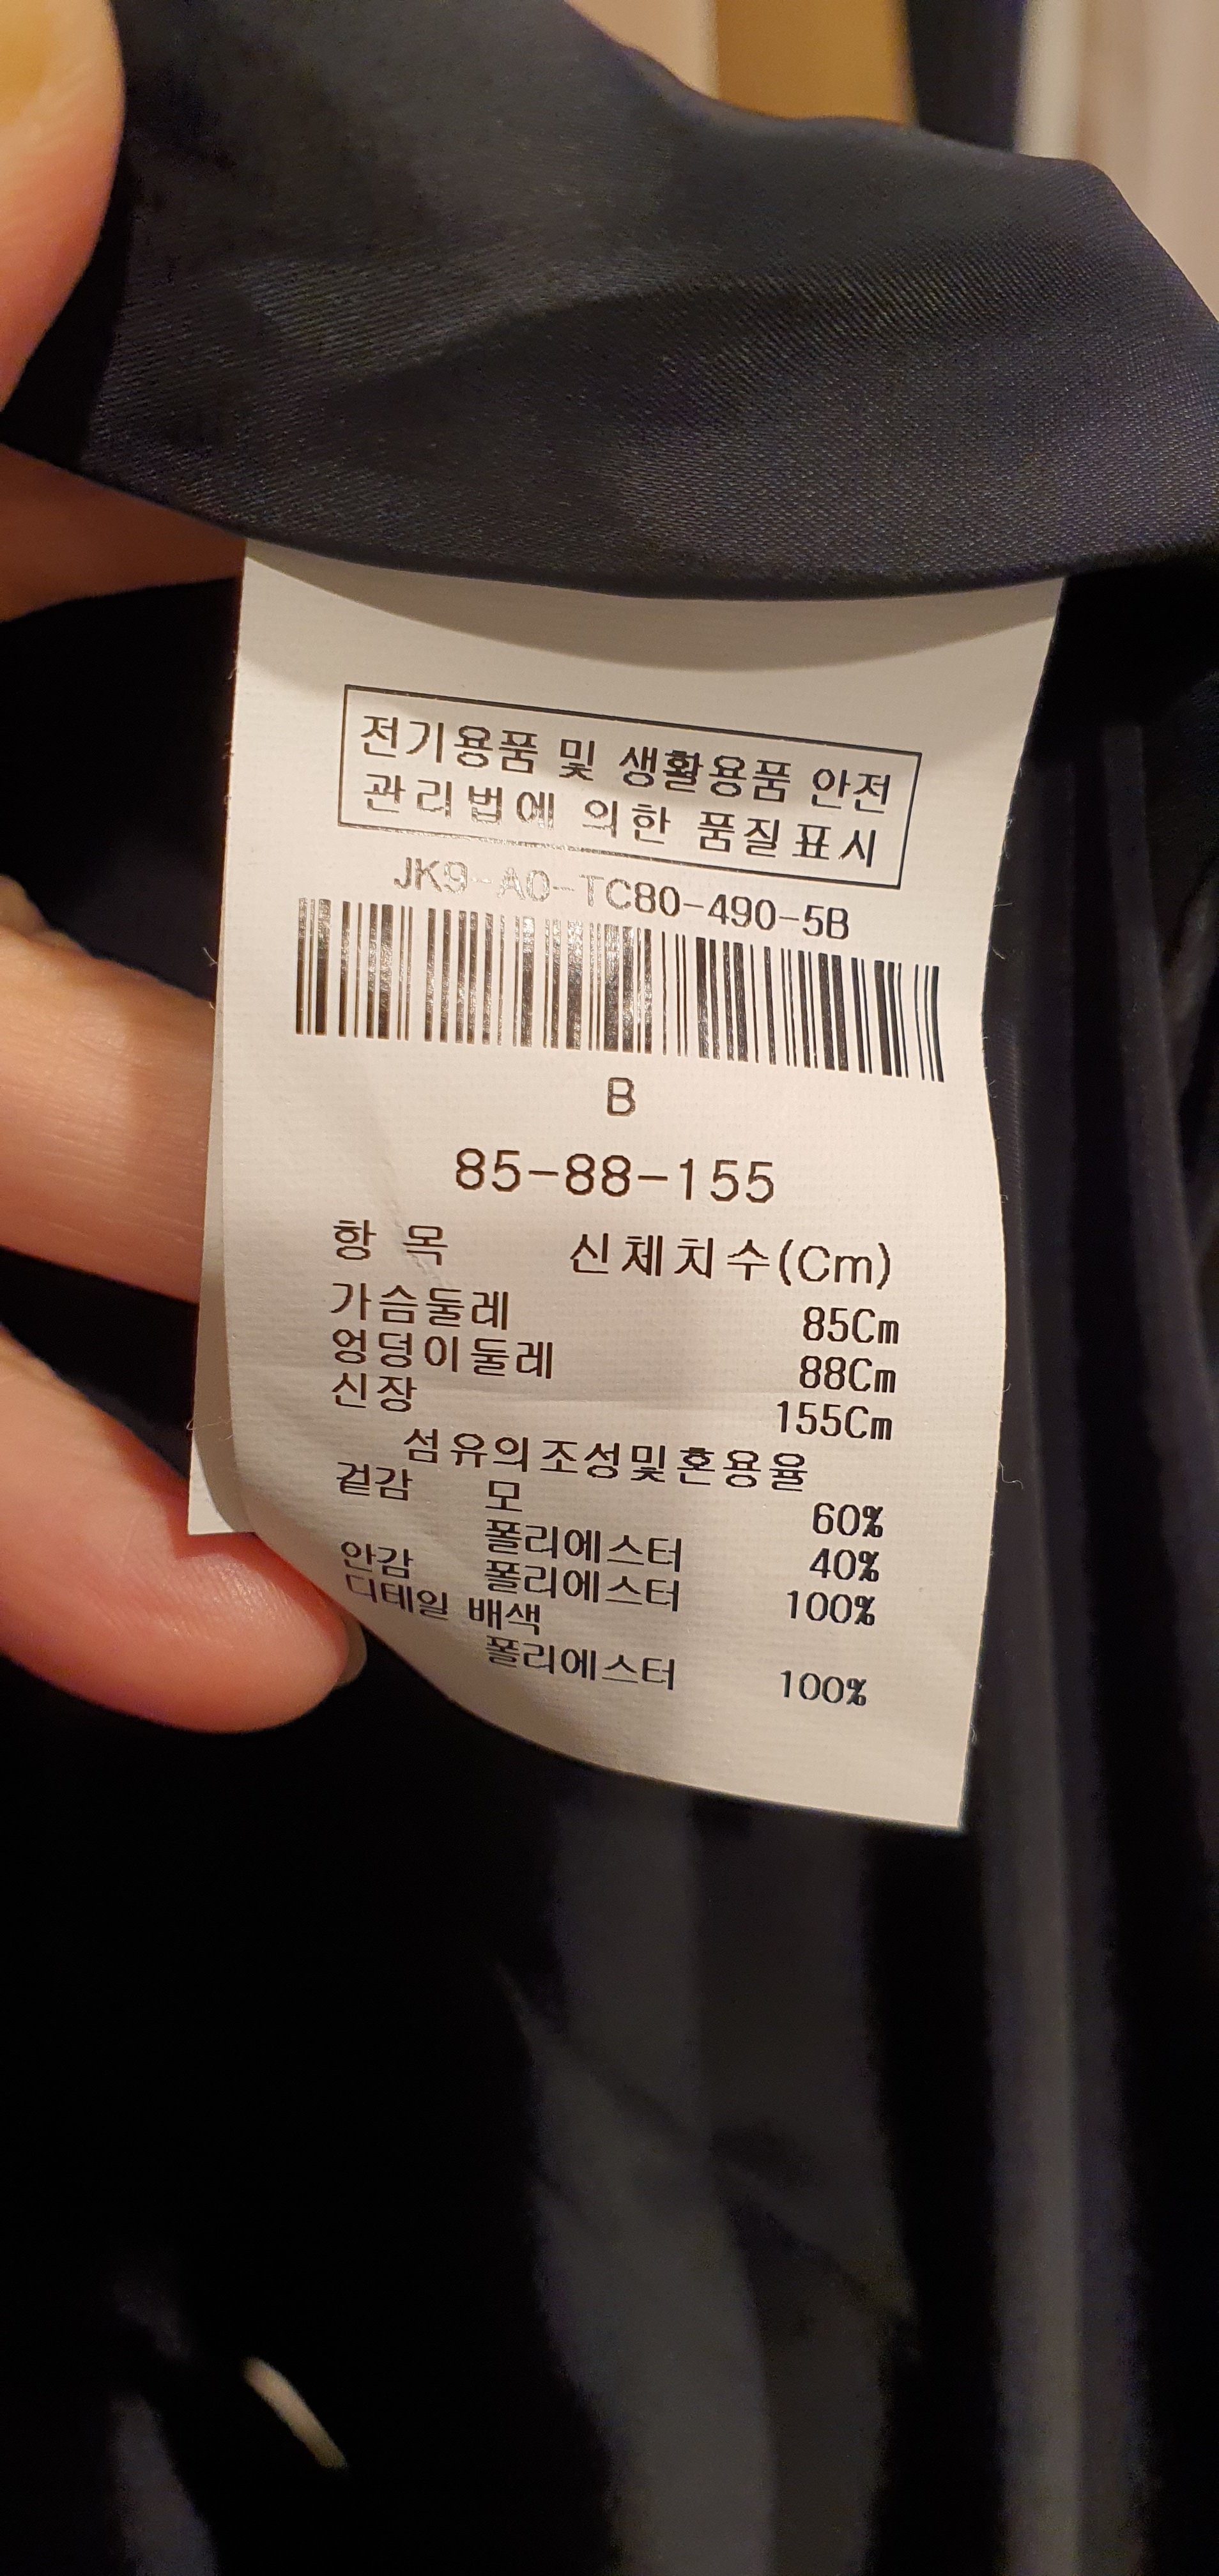 전기용품 및 생활용품 안전
관리법에 의한 품질표시
JK9-A0-TC80-490-5B
B
85-88-155
항 목 신체치수(Cm)
가슴둘레 85Cm
엉덩이둘레 88Cm
신장 155Cm
섬유의조성및혼용율
겉감 모 60%
폴리에스터 40%
안감 폴리에스터 100%
디테일 배색
폴리에스터 100%